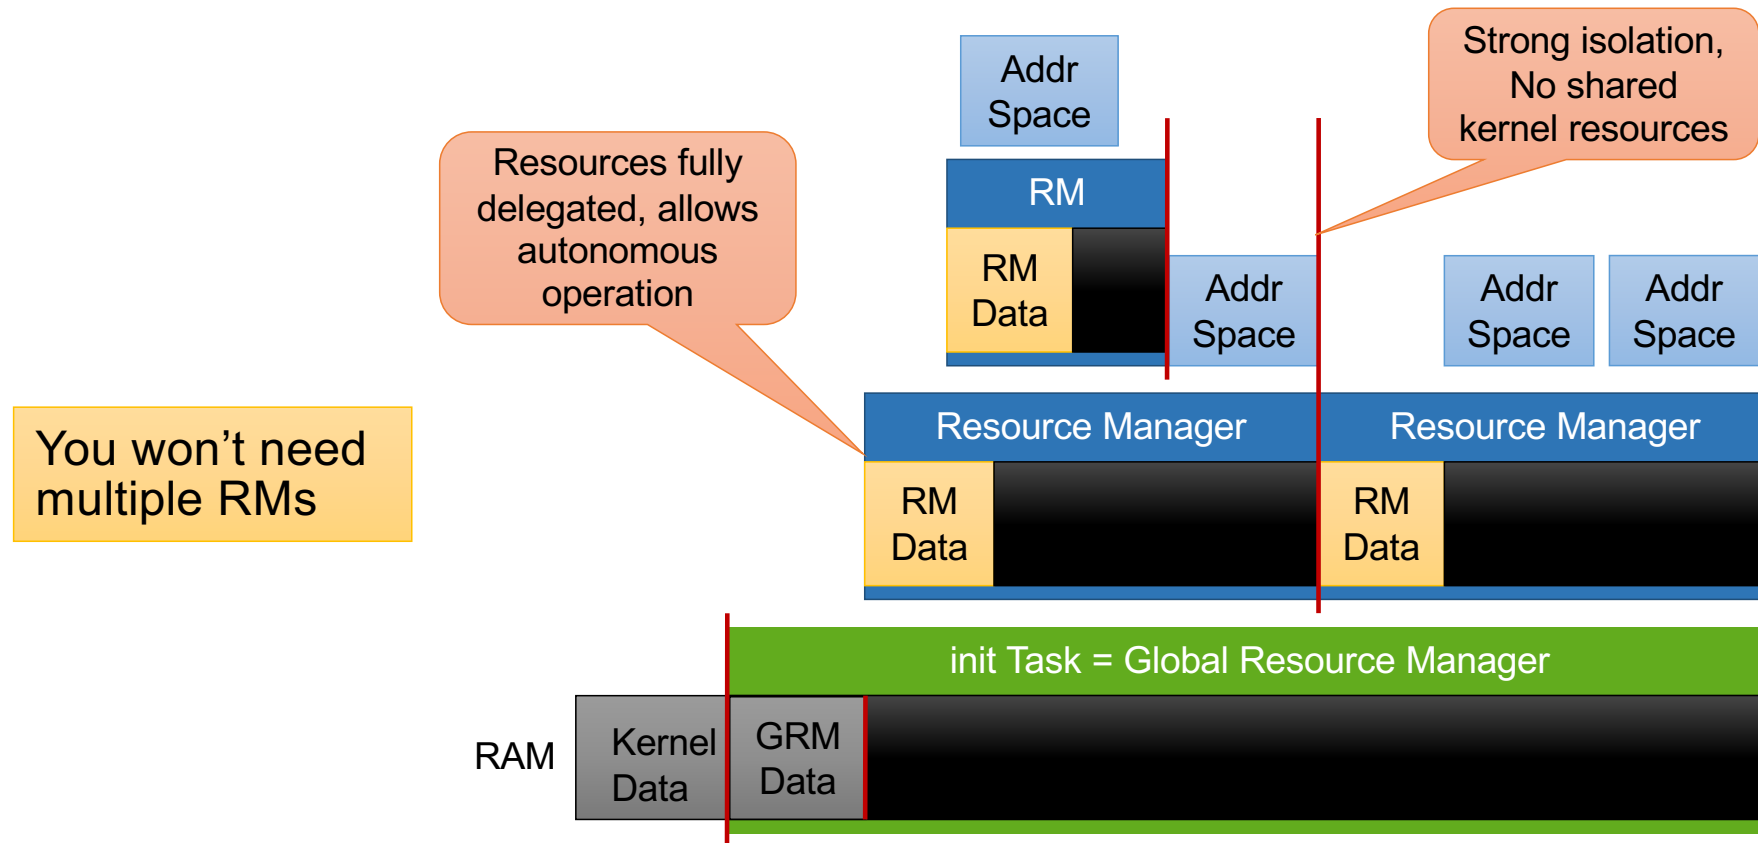 Addr
Space
Strong isolation,
No shared
kernel resources
Resources fully
delegated, allows
autonomous
operation
RM
RM
Data
Addr
Space
Addr
Space
Addr
Space
You won’t need
multiple RMs
Resource Manager
Resource Manager
RM
Data
RM
Data
init Task = Global Resource Manager
RAM
Kernel
Data
GRM
Data